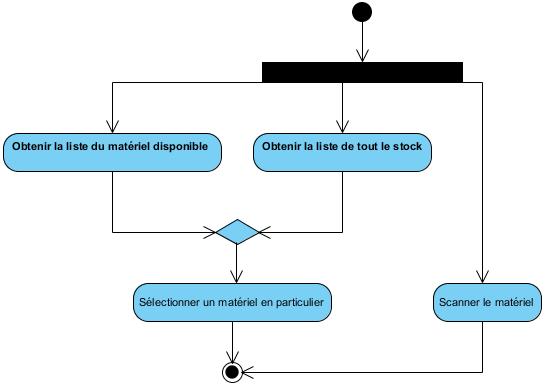 Obtenir la liste du matériel disponible
Obtenir la liste de tout le stock
Sélectionner un matériel en particulier
Scanner le matériel